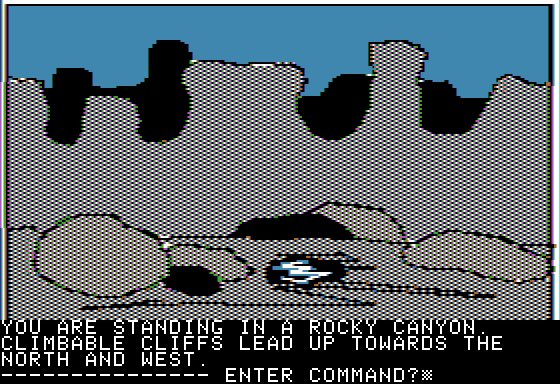 YOU ARE STANDING IN A ROCKY CANYON.
CLIMBABLE CLIFFS LEAD UP TOWARDS THE
NORTH AND WEST.
---------------- ENTER COMMAND?※